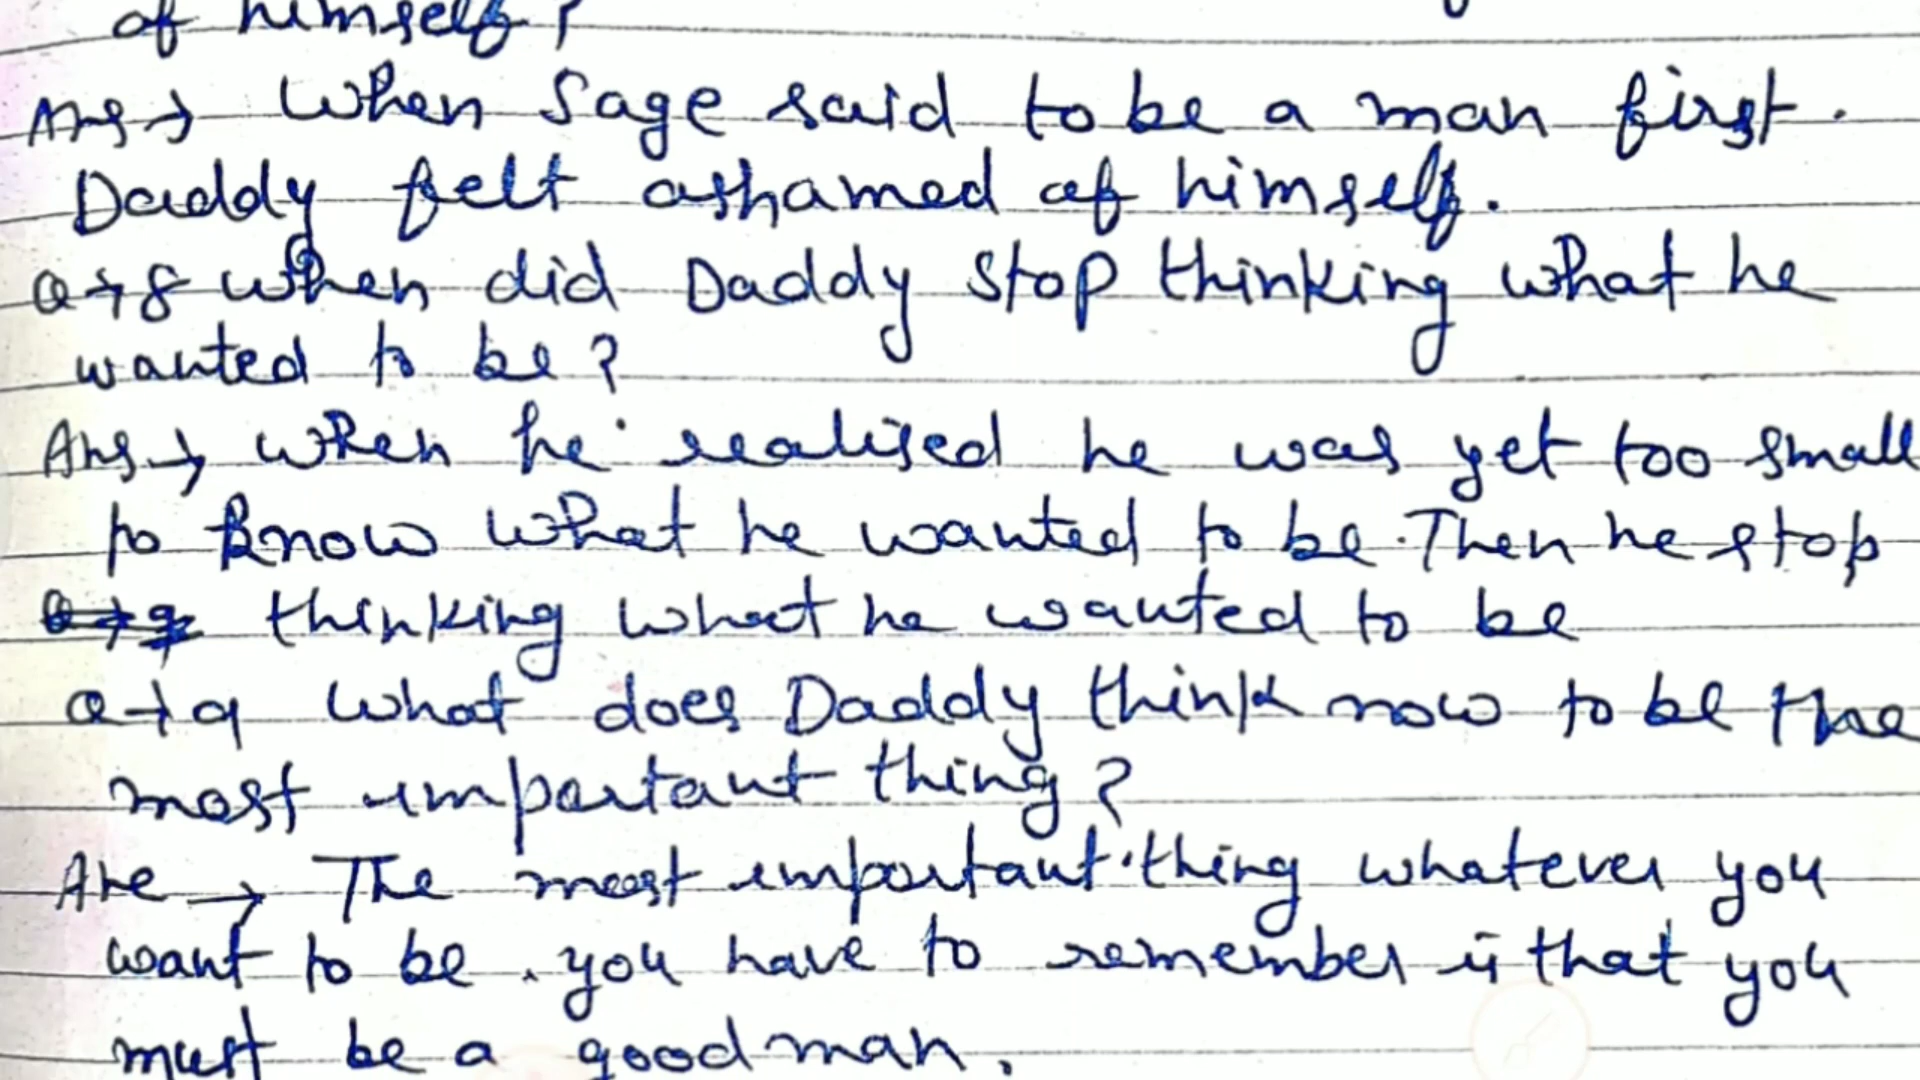 of himself?
Ans → When Sage said to be a man first.
Daddy felt ashamed of himself.
Q→8 When did Daddy stop thinking what he
wanted to be?
Ans → When he realised he was yet too small
to know what he wanted to be. Then he stop
Q→9 thinking what he wanted to be
Q→9 What does Daddy think now to be the
most important thing?
Ans → The most important thing whatever you
want to be. you have to remember is that you
must be a good man.